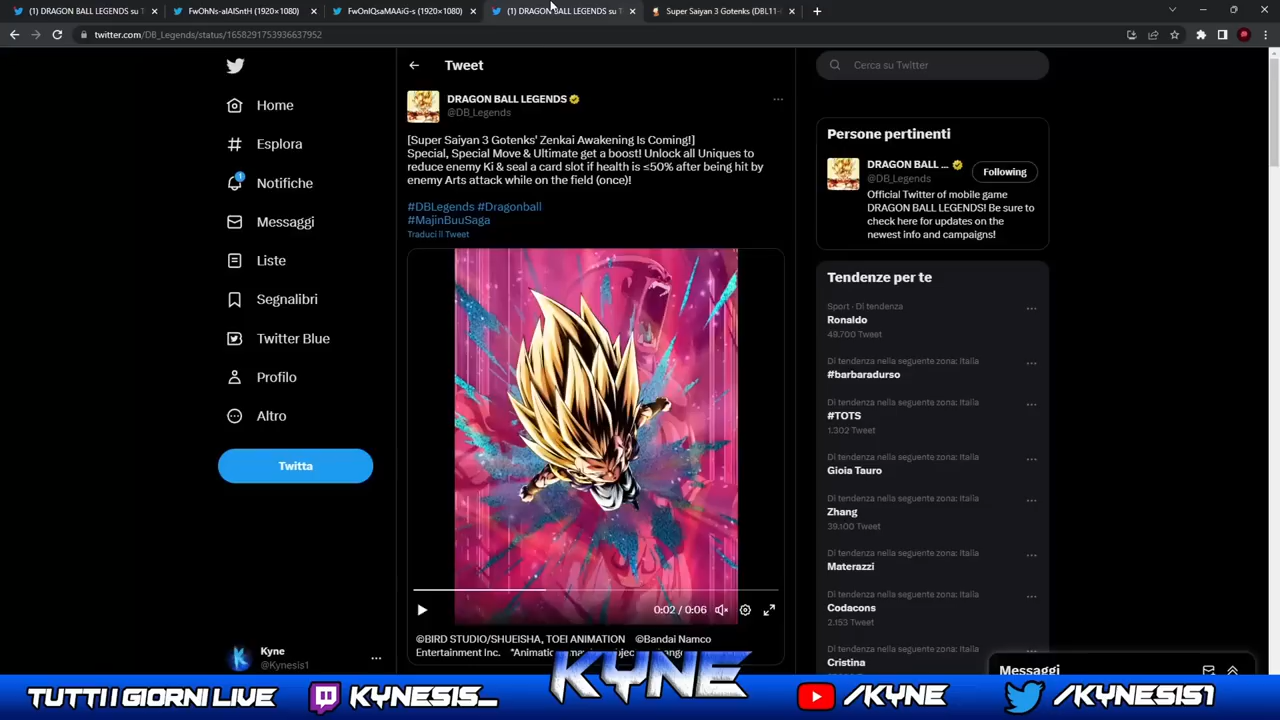 (1) DRAGON BALL LEGENDS su T
FwOhNs-aIAISntH (1920×1080)
FwOnIQsaMAAiG-s (1920×1080)
(1) DRAGON BALL LEGENDS su T
Super Saiyan 3 Gotenks (DBL11-
twitter.com/DB_Legends/status/1658291753936637952
Home
Esplora
1
Notifiche
Messaggi
Liste
Segnalibri
Twitter Blue
Profilo
Altro
Twitta
Kyne
@Kynesis1
Tweet
DRAGON BALL LEGENDS
@DB_Legends
[Super Saiyan 3 Gotenks' Zenkai Awakening Is Coming!]
Special, Special Move & Ultimate get a boost! Unlock all Uniques to
reduce enemy Ki & seal a card slot if health is ≤50% after being hit by
enemy Arts attack while on the field (once)!
#DBLegends #Dragonball
#MajinBuuSaga
Traduci il Tweet
0:02 / 0:06
©BIRD STUDIO/SHUEISHA, TOEI ANIMATION ©Bandai Namco
Entertainment Inc.
Cerca su Twitter
Persone pertinenti
DRAGON BALL ...
@DB_Legends
Following
Official Twitter of mobile game
DRAGON BALL LEGENDS! Be sure to
check here for updates on the
newest info and campaigns!
Tendenze per te
Sport · Di tendenza
Ronaldo
49.700 Tweet
Di tendenza nella seguente zona: Italia
#barbaradurso
Di tendenza nella seguente zona: Italia
#TOTS
1.302 Tweet
Di tendenza nella seguente zona: Italia
Gioia Tauro
Di tendenza nella seguente zona: Italia
Zhang
39.100 Tweet
Di tendenza nella seguente zona: Italia
Materazzi
Di tendenza nella seguente zona: Italia
Codacons
2.153 Tweet
Di tendenza nella seguente zona: Italia
Cristina
Messaggi
TUTTI I GIORNI LIVE
KYNESIS_
KYNE
/KYNE
/KYNESIS1